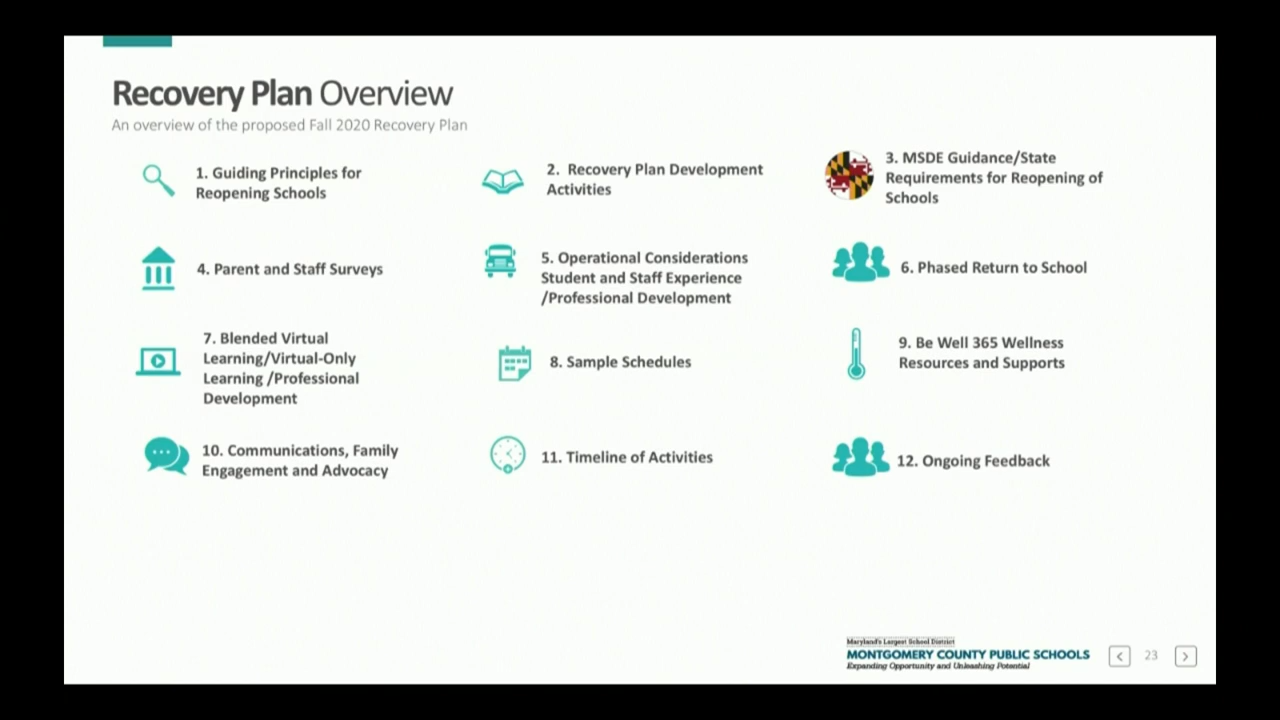 Recovery Plan Overview
An overview of the proposed Fall 2020 Recovery Plan
1. Guiding Principles for
Reopening Schools
2. Recovery Plan Development
Activities
3. MSDE Guidance/State
Requirements for Reopening of
Schools
4. Parent and Staff Surveys
5. Operational Considerations
Student and Staff Experience
/Professional Development
6. Phased Return to School
7. Blended Virtual
Learning/Virtual-Only
Learning /Professional
Development
8. Sample Schedules
9. Be Well 365 Wellness
Resources and Supports
10. Communications, Family
Engagement and Advocacy
11. Timeline of Activities
12. Ongoing Feedback
Maryland's Largest School District
MONTGOMERY COUNTY PUBLIC SCHOOLS
Expanding Opportunity and Unleashing Potential
< 23 >